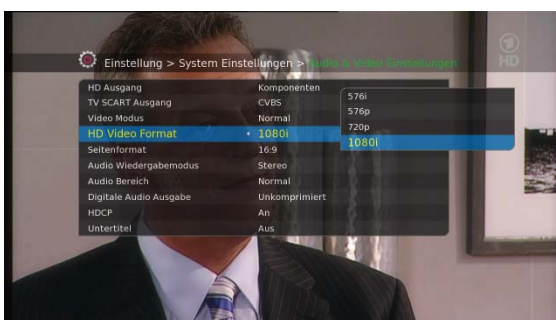 Einstellung > System Einstellungen > Audio & Video Einstellungen
HD
HD Ausgang Komponenten
TV SCART Ausgang CVBS
Video Modus Normal
HD Video Format 1080i
Seitenformat 16:9
Audio Wiedergabemodus Stereo
Audio Bereich Normal
Digitale Audio Ausgabe Unkomprimiert
HDCP An
Untertitel Aus
576i
576p
720p
1080i